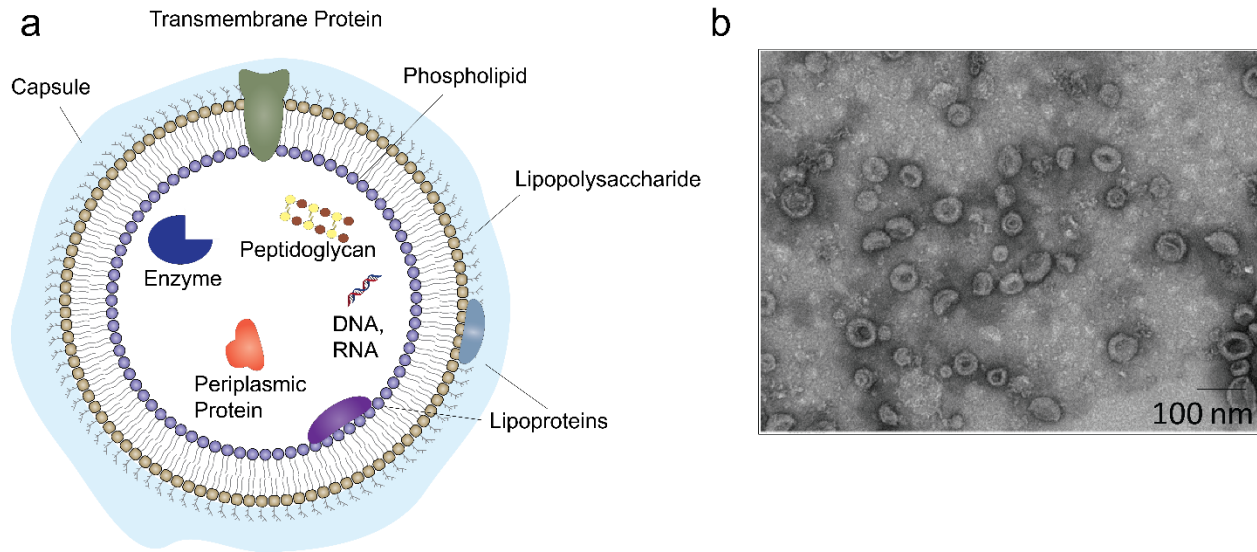 a
Transmembrane Protein
Capsule
Phospholipid
Lipopolysaccharide
Peptidoglycan
Enzyme
DNA,
RNA
Periplasmic
Protein
Lipoproteins
b
100 nm